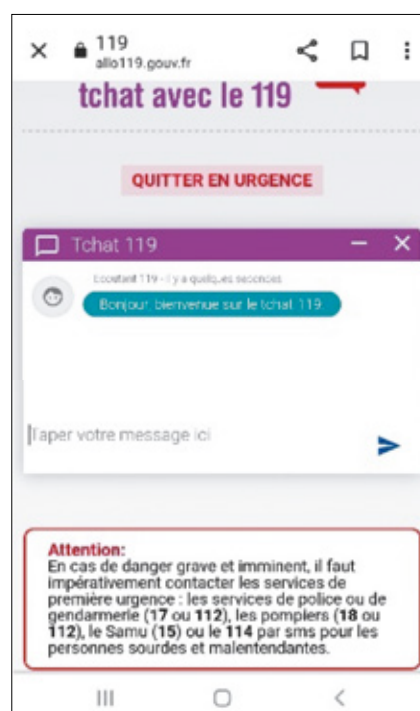 119
allo119.gouv.fr
tchat avec le 119
QUITTER EN URGENCE
Tchat 119
Ecoutant 119 - il y a quelques secondes
Bonjour, bienvenue sur le tchat 119.
Taper votre message ici
Attention:
En cas de danger grave et imminent, il faut
impérativement contacter les services de
première urgence : les services de police ou de
gendarmerie (17 ou 112), les pompiers (18 ou
112), le Samu (15) ou le 114 par sms pour les
personnes sourdes et malentendantes.